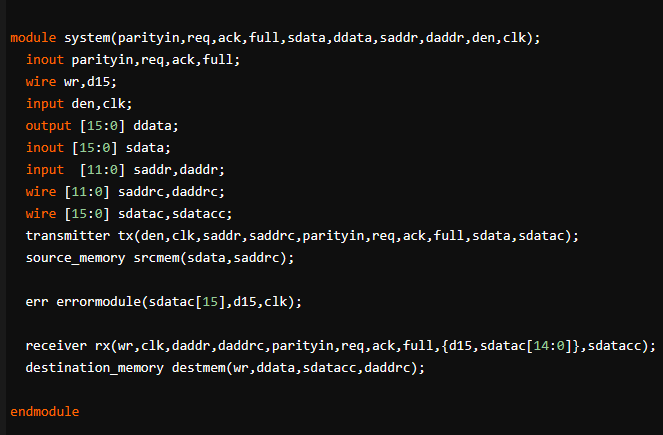 module system(parityin,req,ack,full,sdata,ddata,saddr,daddr,den,clk);
  inout parityin,req,ack,full;
  wire wr,d15;
  input den,clk;
  output [15:0] ddata;
  inout [15:0] sdata;
  input  [11:0] saddr,daddr;
  wire [11:0] saddrc,daddrc;
  wire [15:0] sdatac,sdatacc;
  transmitter tx(den,clk,saddr,saddrc,parityin,req,ack,full,sdata,sdatac);
  source_memory srcmem(sdata,saddrc);
  err errormodule(sdatac[15],d15,clk);
  receiver rx(wr,clk,daddr,daddrc,parityin,req,ack,full,{d15,sdatac[14:0]},sdatacc);
  destination_memory destmem(wr,ddata,sdatacc,daddrc);
endmodule